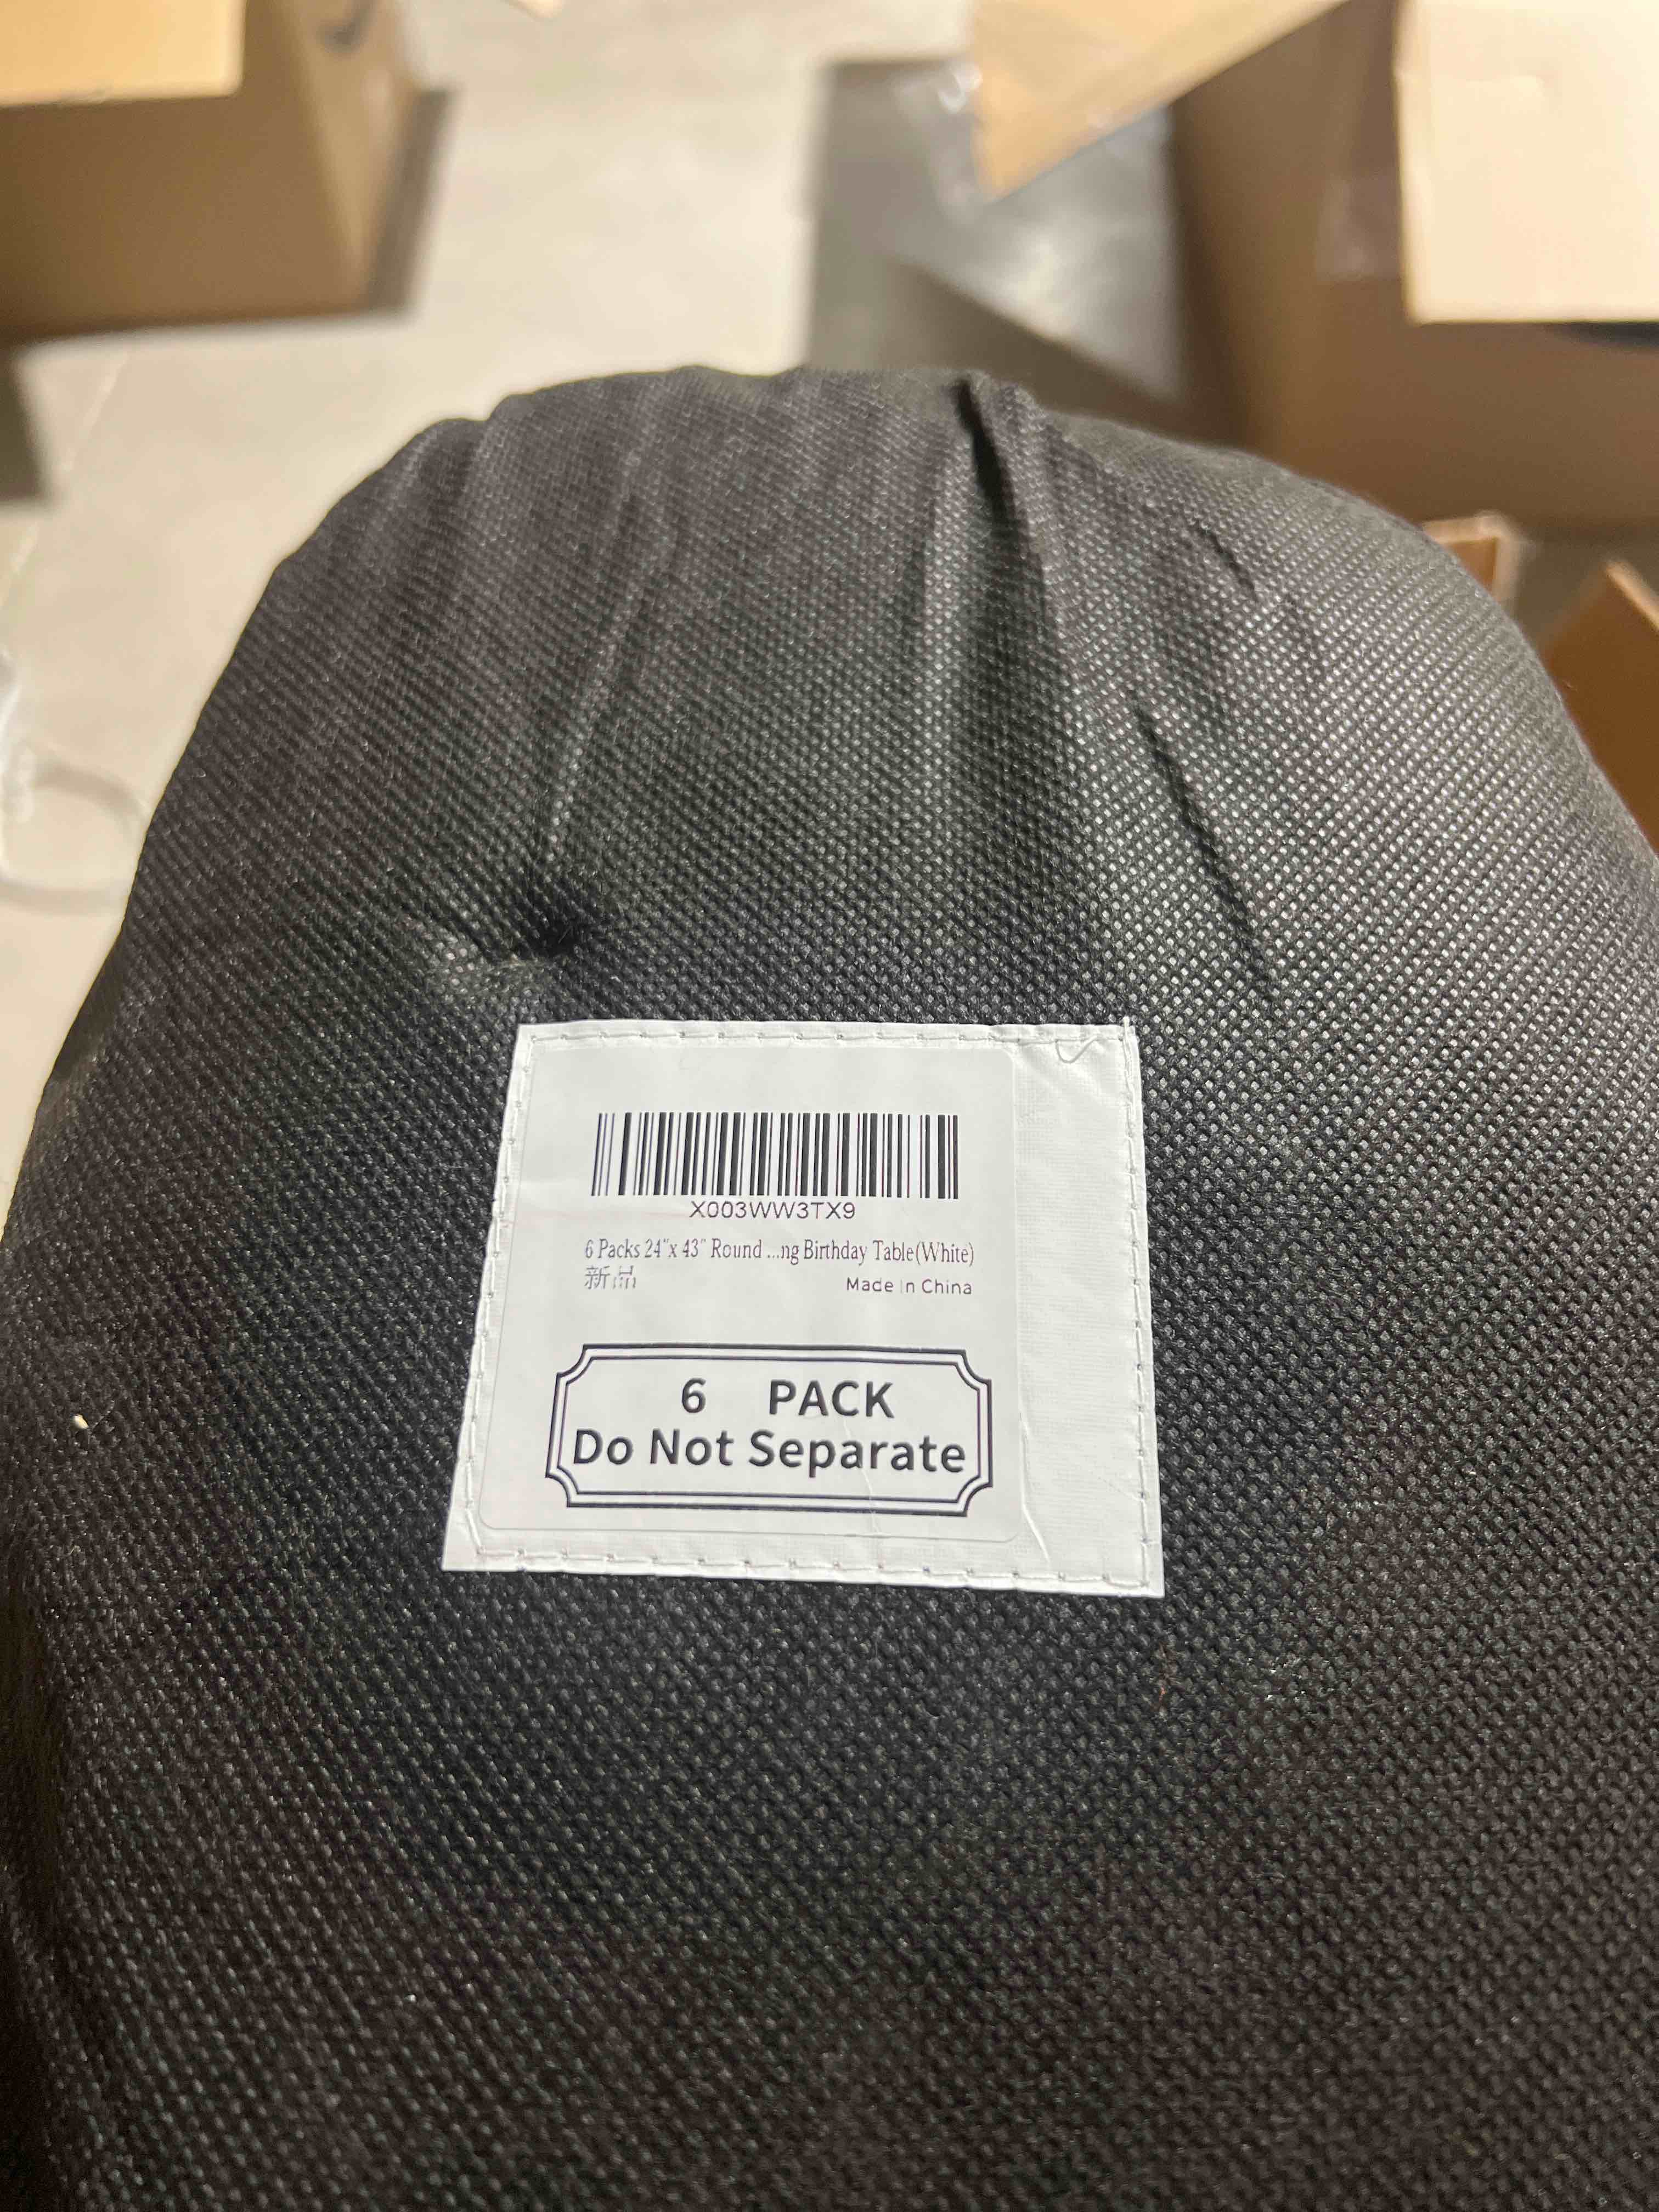 X003WW3TX9
6 Packs 24"x 43" Round ...ng Birthday Table(White)
新品
Made In China
6 PACK
Do Not Separate